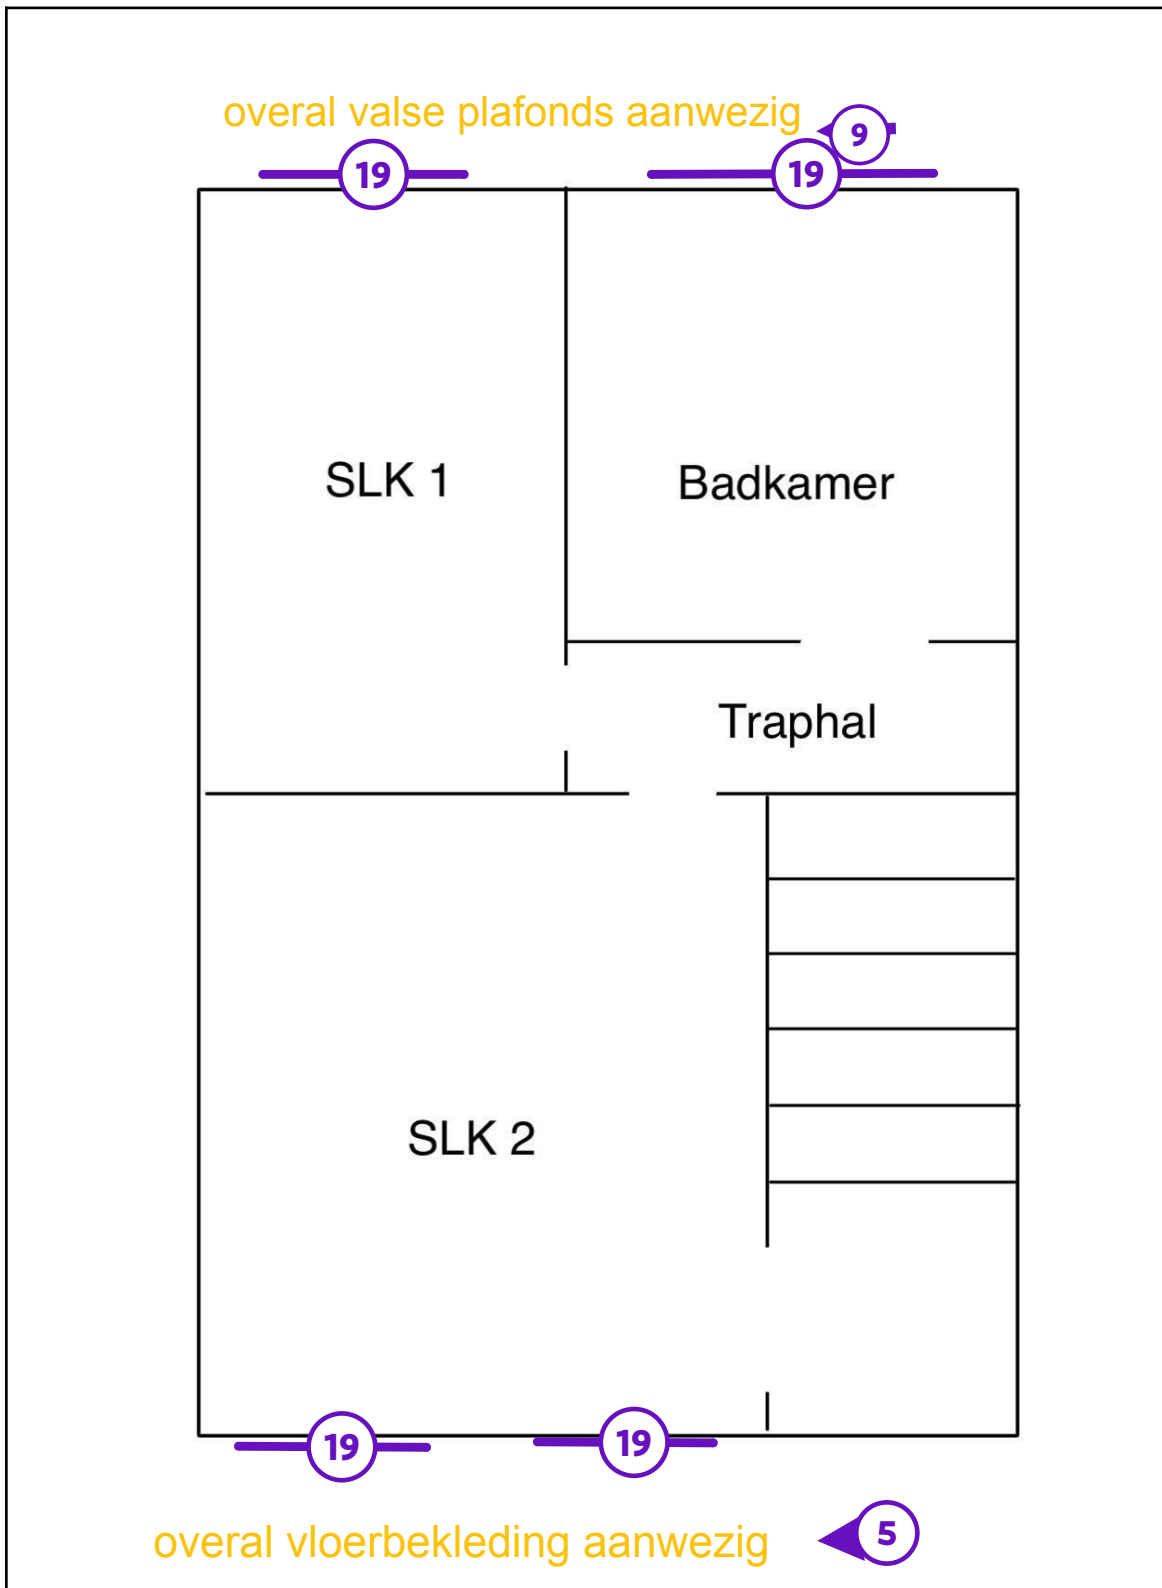 overal valse plafonds aanwezig
9
19
19
SLK 1
Badkamer
Traphal
SLK 2
19
19
overal vloerbekleding aanwezig
5